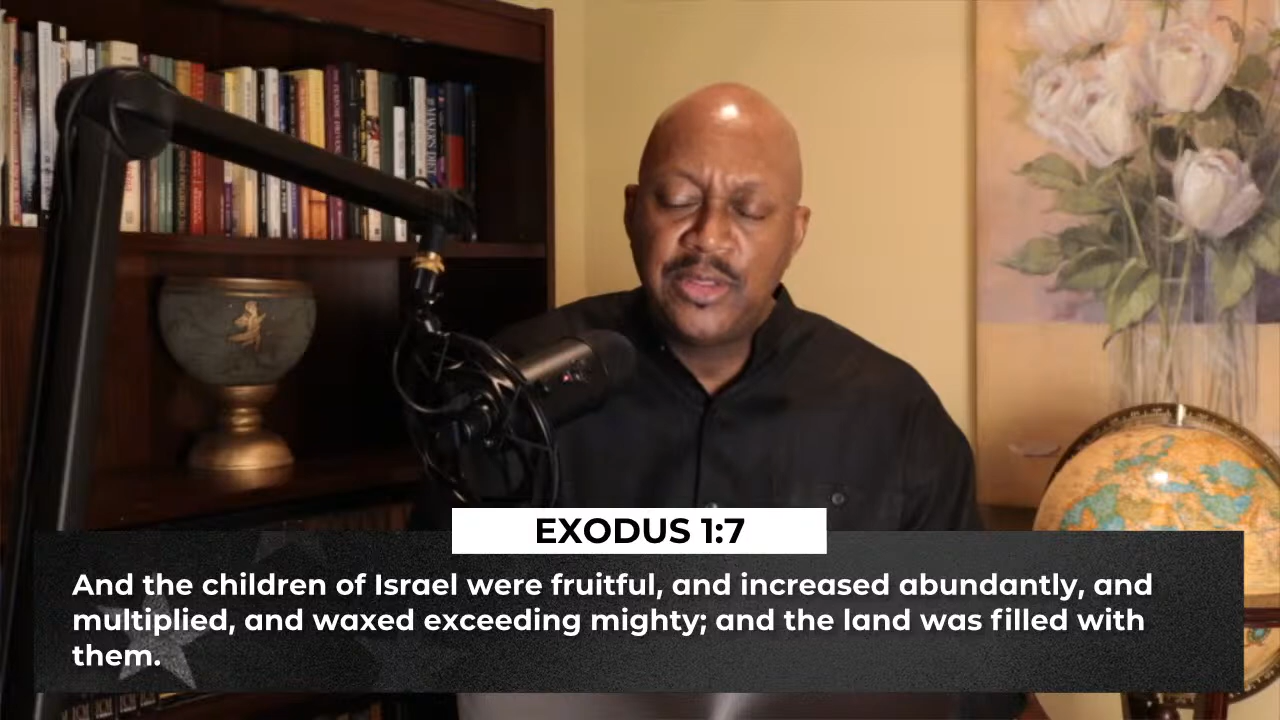 EXODUS 1:7
And the children of Israel were fruitful, and increased abundantly, and
multiplied, and waxed exceeding mighty; and the land was filled with
them.